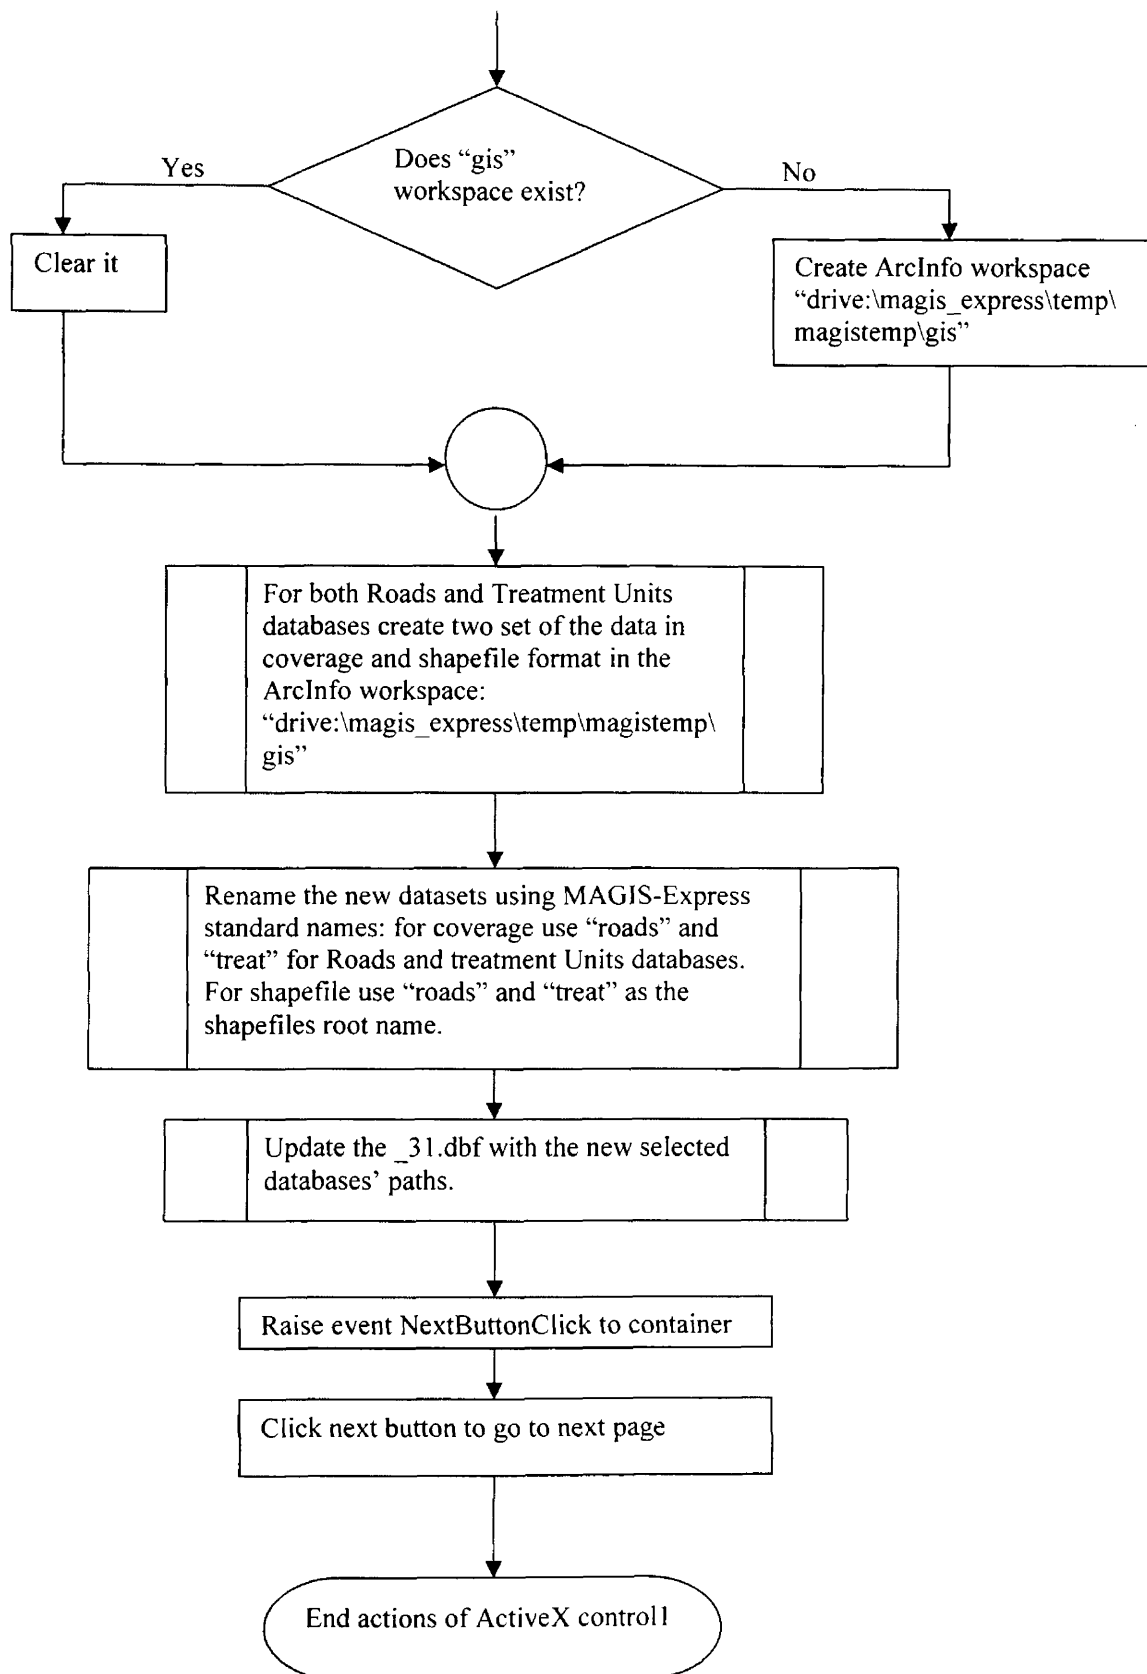 Does “gis”
workspace exist?
Yes
No
Clear it
Create ArcInfo workspace
“drive:\magis_express\temp\
magistemp\gis”
For both Roads and Treatment Units
databases create two set of the data in
coverage and shapefile format in the
ArcInfo workspace:
“drive:\magis_express\temp\magistemp\
gis”
Rename the new datasets using MAGIS-Express
standard names: for coverage use “roads” and
“treat” for Roads and treatment Units databases.
For shapefile use “roads” and “treat” as the
shapefiles root name.
Update the _31.dbf with the new selected
databases’ paths.
Raise event NextButtonClick to container
Click next button to go to next page
End actions of ActiveX control1